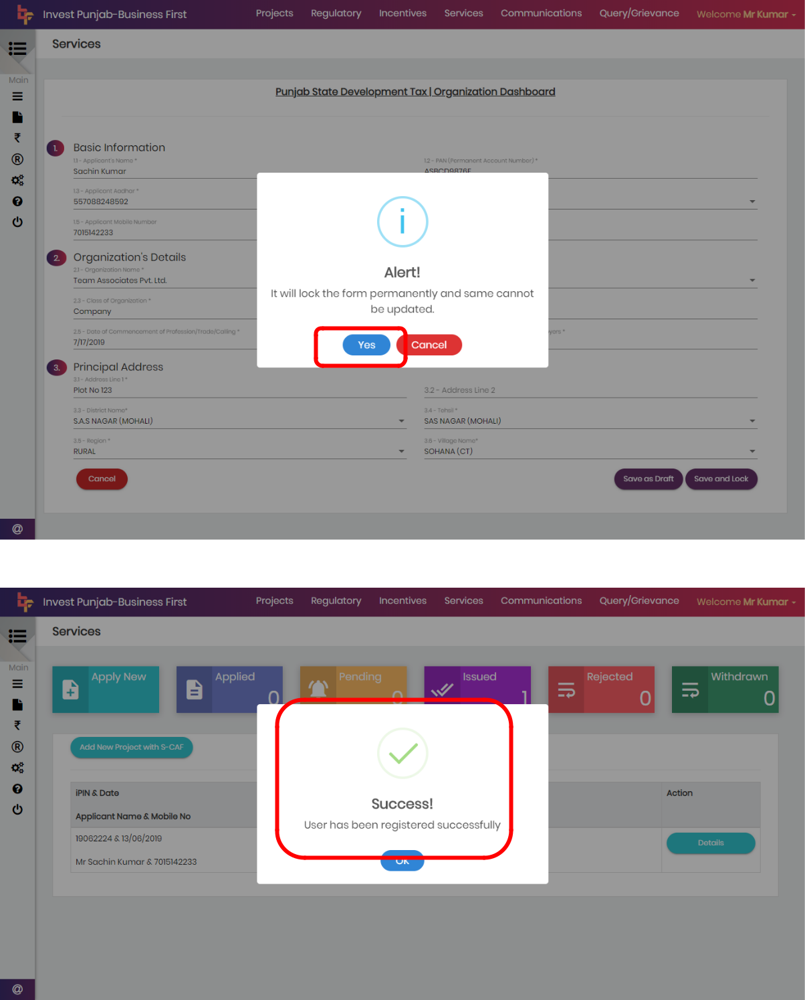 Invest Punjab-Business First
Projects Regulatory Incentives Services Communications Query/Grievance Welcome Mr Kumar
Services
Main
Punjab State Development Tax | Organization Dashboard
1. Basic Information
1.1 - Applicant's Name * 1.2 - PAN (Permanent Account Number) *
Sachin Kumar ASBCD9876F
1.3 - Applicant Aadhar *
557088248592
1.5 - Applicant Mobile Number
7015142233
Alert!
It will lock the form permanently and same cannot
be updated.
Yes Cancel
2. Organization's Details
2.1 - Organization Name *
Team Associates Pvt. Ltd.
2.3 - Class of Organization *
Company
2.5 - Date of Commencement of Profession/Trade/Calling * yers *
7/17/2019
3. Principal Address
3.1 - Address Line 1 *
Plot No 123 3.2 - Address Line 2
3.3 - District Name* 3.4 - Tehsil *
S.A.S NAGAR (MOHALI) SAS NAGAR (MOHALI)
3.5 - Region * 3.6 - Village Name*
RURAL SOHANA (CT)
Cancel Save as Draft Save and Lock
@
Invest Punjab-Business First
Projects Regulatory Incentives Services Communications Query/Grievance Welcome Mr Kumar
Services
Main
Apply New Applied 0 Pending 0 Issued 1 Rejected 0 Withdrawn 0
Add New Project with S-CAF
iPIN & Date Action
Applicant Name & Mobile No
19062224 & 13/06/2019 Details
Mr Sachin Kumar & 7015142233
Success!
User has been registered successfully
OK
@